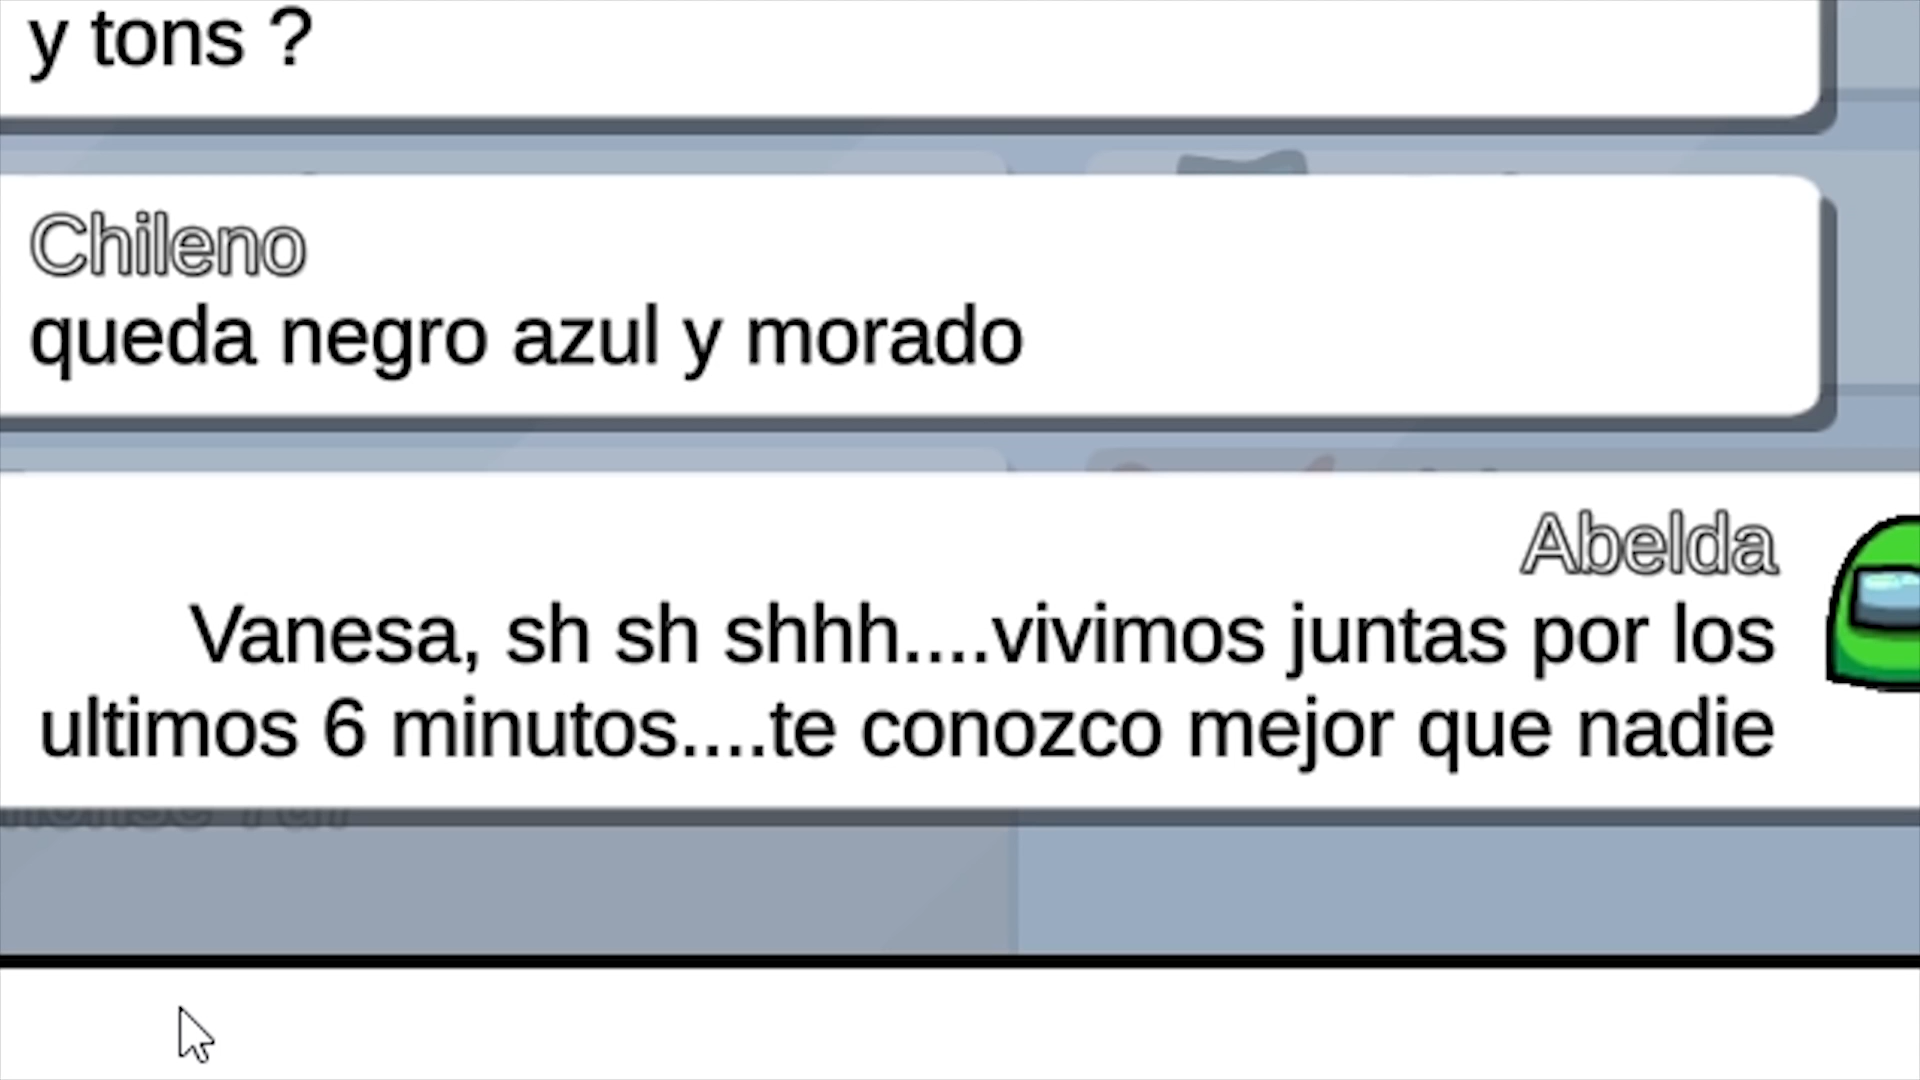 y tons ?
Chileno
queda negro azul y morado
Abelda
Vanesa, sh sh shhh....vivimos juntas por los
ultimos 6 minutos....te conozco mejor que nadie